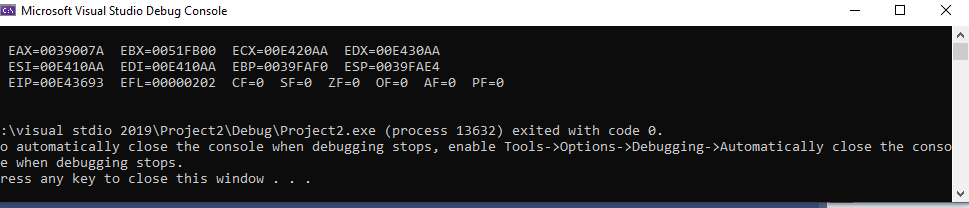 Microsoft Visual Studio Debug Console
EAX=0039007A EBX=0051FB00 ECX=00E420AA EDX=00E430AA
ESI=00E410AA EDI=00E410AA EBP=0039FAF0 ESP=0039FAE4
EIP=00E43693 EFL=00000202 CF=0 SF=0 ZF=0 OF=0 AF=0 PF=0
:\visual stdio 2019\Project2\Debug\Project2.exe (process 13632) exited with code 0.
o automatically close the console when debugging stops, enable Tools->Options->Debugging->Automatically close the conso
e when debugging stops.
ress any key to close this window . . .